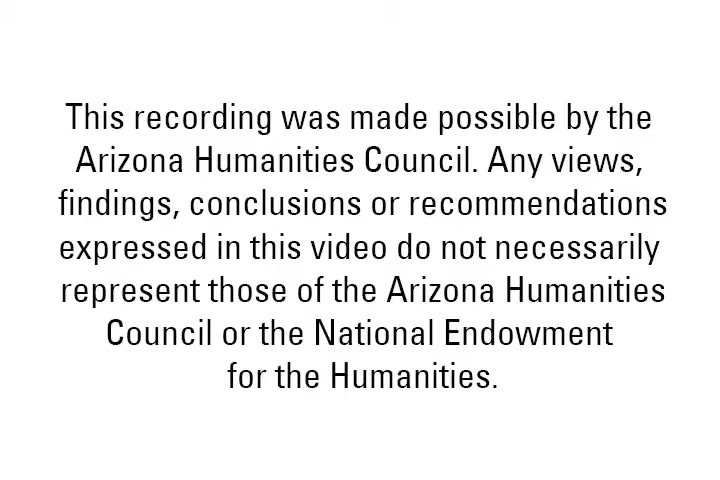 This recording was made possible by the
Arizona Humanities Council. Any views,
findings, conclusions or recommendations
expressed in this video do not necessarily
represent those of the Arizona Humanities
Council or the National Endowment
for the Humanities.